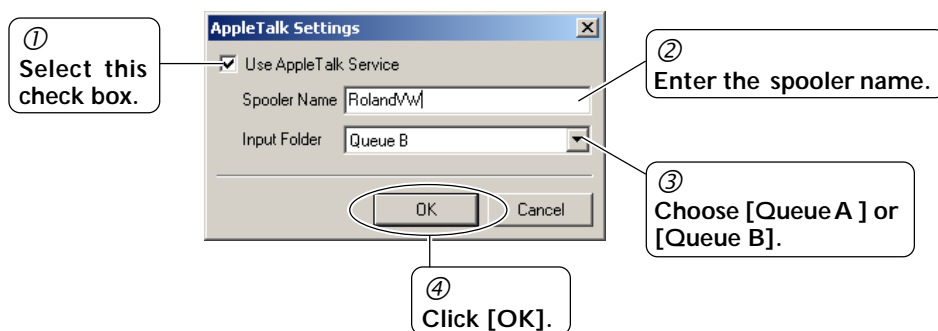 ①
Select this
check box.
AppleTalk Settings
Use AppleTalk Service
Spooler Name RolandVW
Input Folder Queue B
OK Cancel
②
Enter the spooler name.
③
Choose [Queue A ] or
[Queue B].
④
Click [OK].